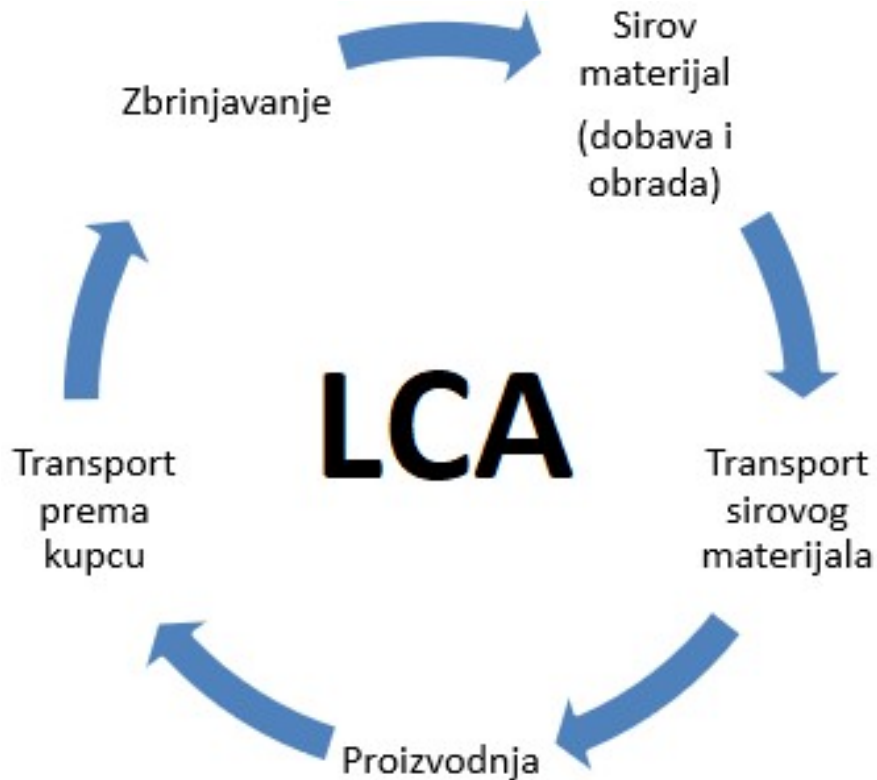 Sirov
materijal
(dobava i
obrada)
Transport
sirovog
materijala
Proizvodnja
Transport
prema
kupcu
Zbrinjavanje
LCA